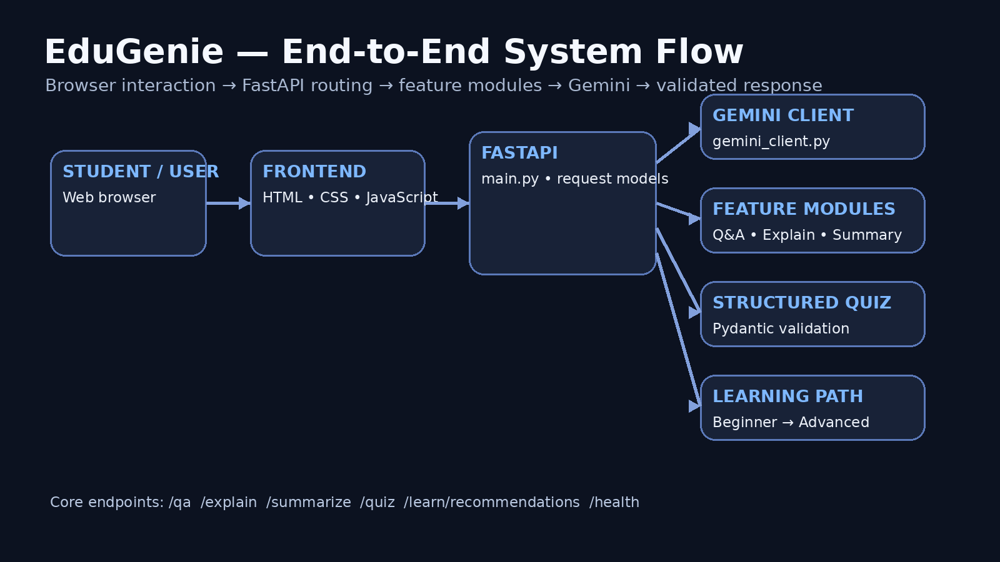 EduGenie — End-to-End System Flow
Browser interaction → FastAPI routing → feature modules → Gemini → validated response
STUDENT / USER
Web browser
FRONTEND
HTML • CSS • JavaScript
FASTAPI
main.py • request models
GEMINI CLIENT
gemini_client.py
FEATURE MODULES
Q&A • Explain • Summary
STRUCTURED QUIZ
Pydantic validation
LEARNING PATH
Beginner → Advanced
Core endpoints: /qa  /explain  /summarize  /quiz  /learn/recommendations  /health